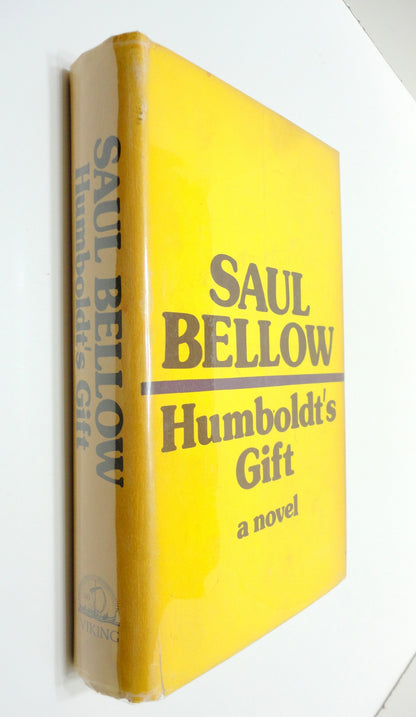 SAUL BELLOW
Humboldt's Gift
VIKING
SAUL
BELLOW
Humboldt's
Gift
a novel